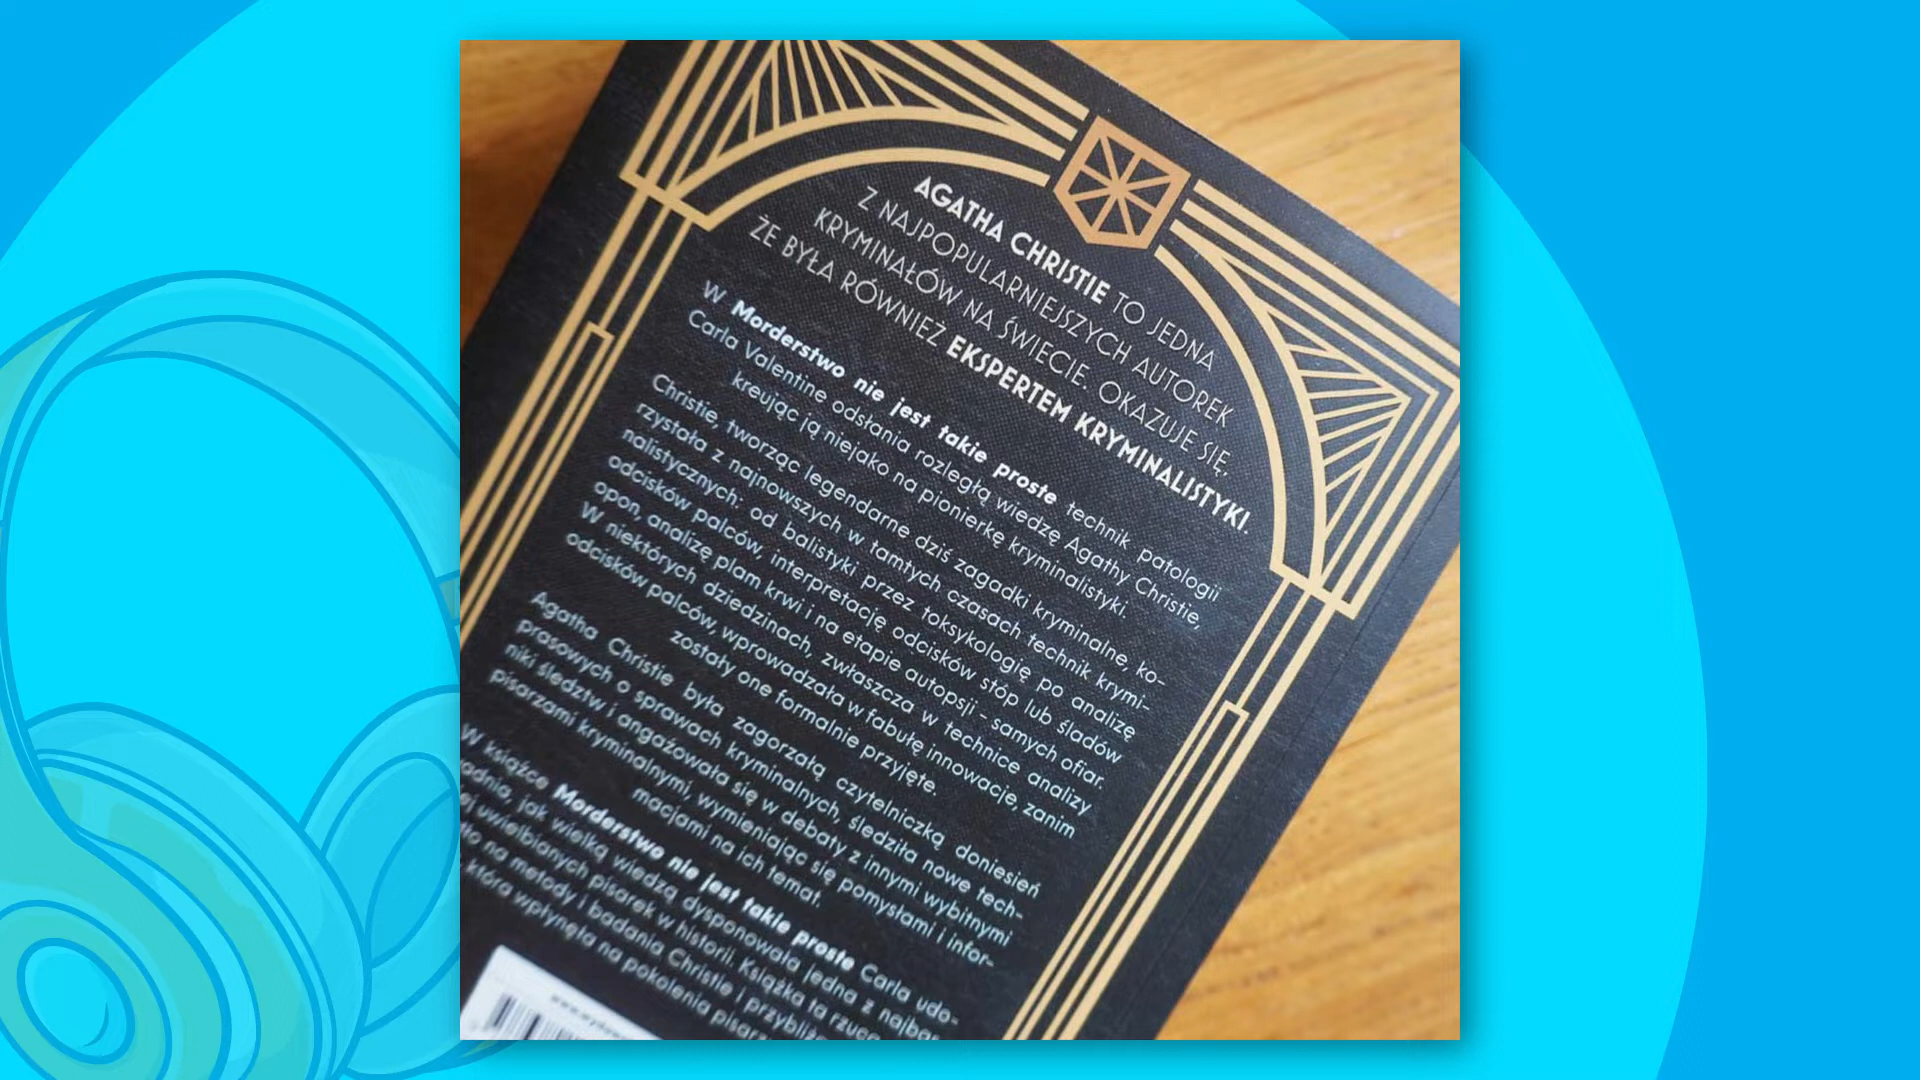 AGATHA CHRISTIE TO JEDNA
Z NAJPOPULARNIEJSZYCH AUTOREK
KRYMINAŁÓW NA ŚWIECIE. OKAZUJE SIĘ,
ŻE BYŁA RÓWNIEŻ EKSPERTEM KRYMINALISTYKI.
W Morderstwo nie jest takie proste technik patologii
Carla Valentine odsłania rozległą wiedzę Agathy Christie,
kreując ją niejako na pionierkę kryminalistyki.
Christie, tworząc legendarne dziś zagadki kryminalne, ko-
rzystała z najnowszych w tamtych czasach technik krymi-
nalistycznych: od balistyki przez toksykologię po analizę
odcisków palców, interpretację odcisków stóp lub śladów
opon, analizę plam krwi i na etapie autopsji - samych ofiar.
W niektórych dziedzinach, zwłaszcza w technice analizy
odcisków palców, wprowadzała w fabułę innowacje, zanim
zostały one formalnie przyjęte.
Agatha Christie była zagorzałą czytelniczką doniesień
prasowych o sprawach kryminalnych, śledziła nowe tech-
niki śledztw i angażowała się w debaty z innymi wybitnymi
pisarzami kryminalnymi, wymieniając się pomysłami i infor-
macjami na ich temat.
W książce Morderstwo nie jest takie proste Carla udo-
wadnia, jak wielką wiedzą dysponowała jedna z najbar-
uwielbianych pisarek w historii. Książka ta rzuca
na metody i badania Christie i przybliża
która wpłynęła na pokolenia